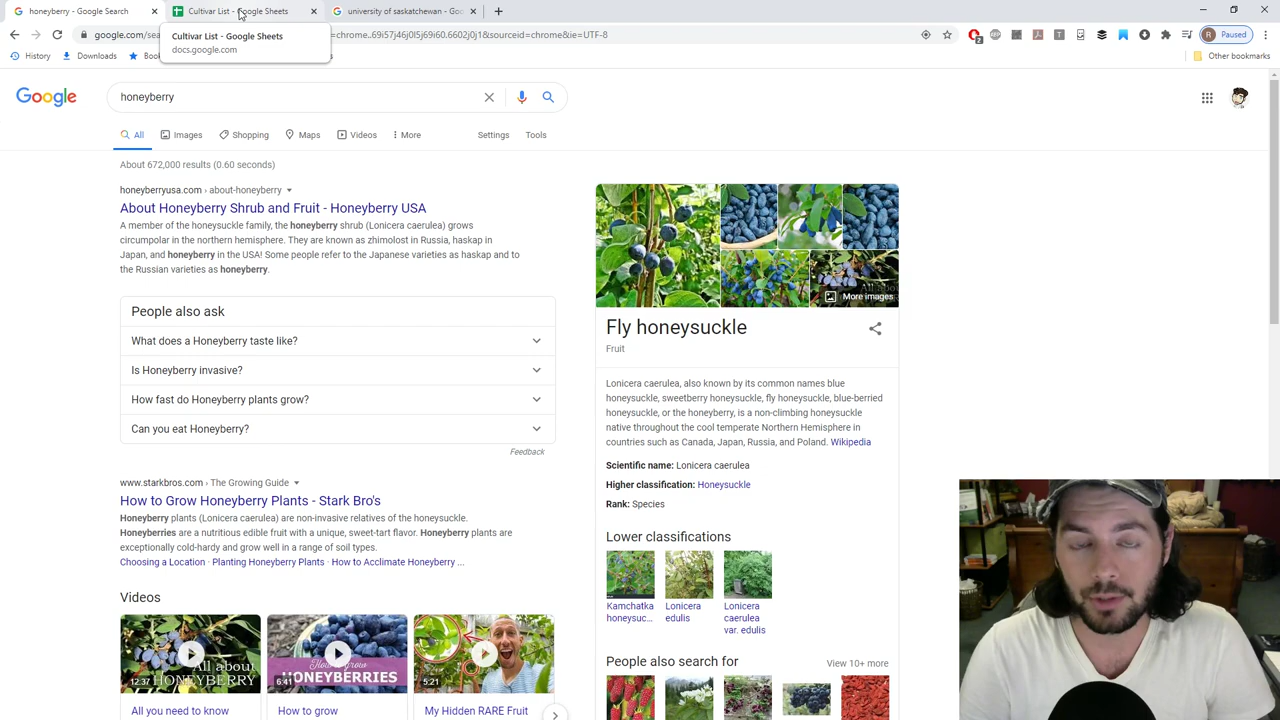 honeyberry - Google Search
Cultivar List - Google Sheets
university of saskatchewan - Goo
Cultivar List - Google Sheets
docs.google.com
google.com/sea
=chrome..69i57j46j0l5j69i60.6602j0j1&sourceid=chrome&ie=UTF-8
Paused
History
Downloads
Boo
Other bookmarks
Google
honeyberry
All
Images
Shopping
Maps
Videos
More
Settings
Tools
About 672,000 results (0.60 seconds)
honeyberryusa.com › about-honeyberry
About Honeyberry Shrub and Fruit - Honeyberry USA
A member of the honeysuckle family, the honeyberry shrub (Lonicera caerulea) grows
circumpolar in the northern hemisphere. They are known as zhimolost in Russia, haskap in
Japan, and honeyberry in the USA! Some people refer to the Japanese varieties as haskap and to
the Russian varieties as honeyberry.
People also ask
What does a Honeyberry taste like?
Is Honeyberry invasive?
How fast do Honeyberry plants grow?
Can you eat Honeyberry?
Feedback
www.starkbros.com › The Growing Guide
How to Grow Honeyberry Plants - Stark Bro's
Honeyberry plants (Lonicera caerulea) are non-invasive relatives of the honeysuckle.
Honeyberries are a nutritious edible fruit with a unique, sweet-tart flavor. Honeyberry plants are
exceptionally cold-hardy and grow well in a range of soil types.
Choosing a Location · Planting Honeyberry Plants · How to Acclimate Honeyberry ...
Videos
All about
HONEYBERRY
12:37
How to grow
HONEYBERRIES
6:41
5:21
All you need to know
How to grow
My Hidden RARE Fruit
All abou
More images
Fly honeysuckle
Fruit
Lonicera caerulea, also known by its common names blue
honeysuckle, sweetberry honeysuckle, fly honeysuckle, blue-berried
honeysuckle, or the honeyberry, is a non-climbing honeysuckle
native throughout the cool temperate Northern Hemisphere in
countries such as Canada, Japan, Russia, and Poland. Wikipedia
Scientific name: Lonicera caerulea
Higher classification: Honeysuckle
Rank: Species
Lower classifications
Kamchatka
honeysuc...
Lonicera
edulis
Lonicera
caerulea
var. edulis
People also search for
View 10+ more